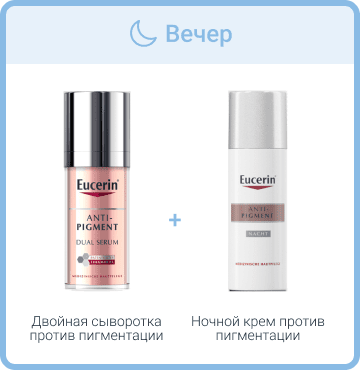 Вечер
Eucerin
ANTI-
PIGMENT
DUAL SERUM
+
Eucerin
ANTI-
PIGMENT
NACHT
Двойная сыворотка
против пигментации
Ночной крем против
пигментации